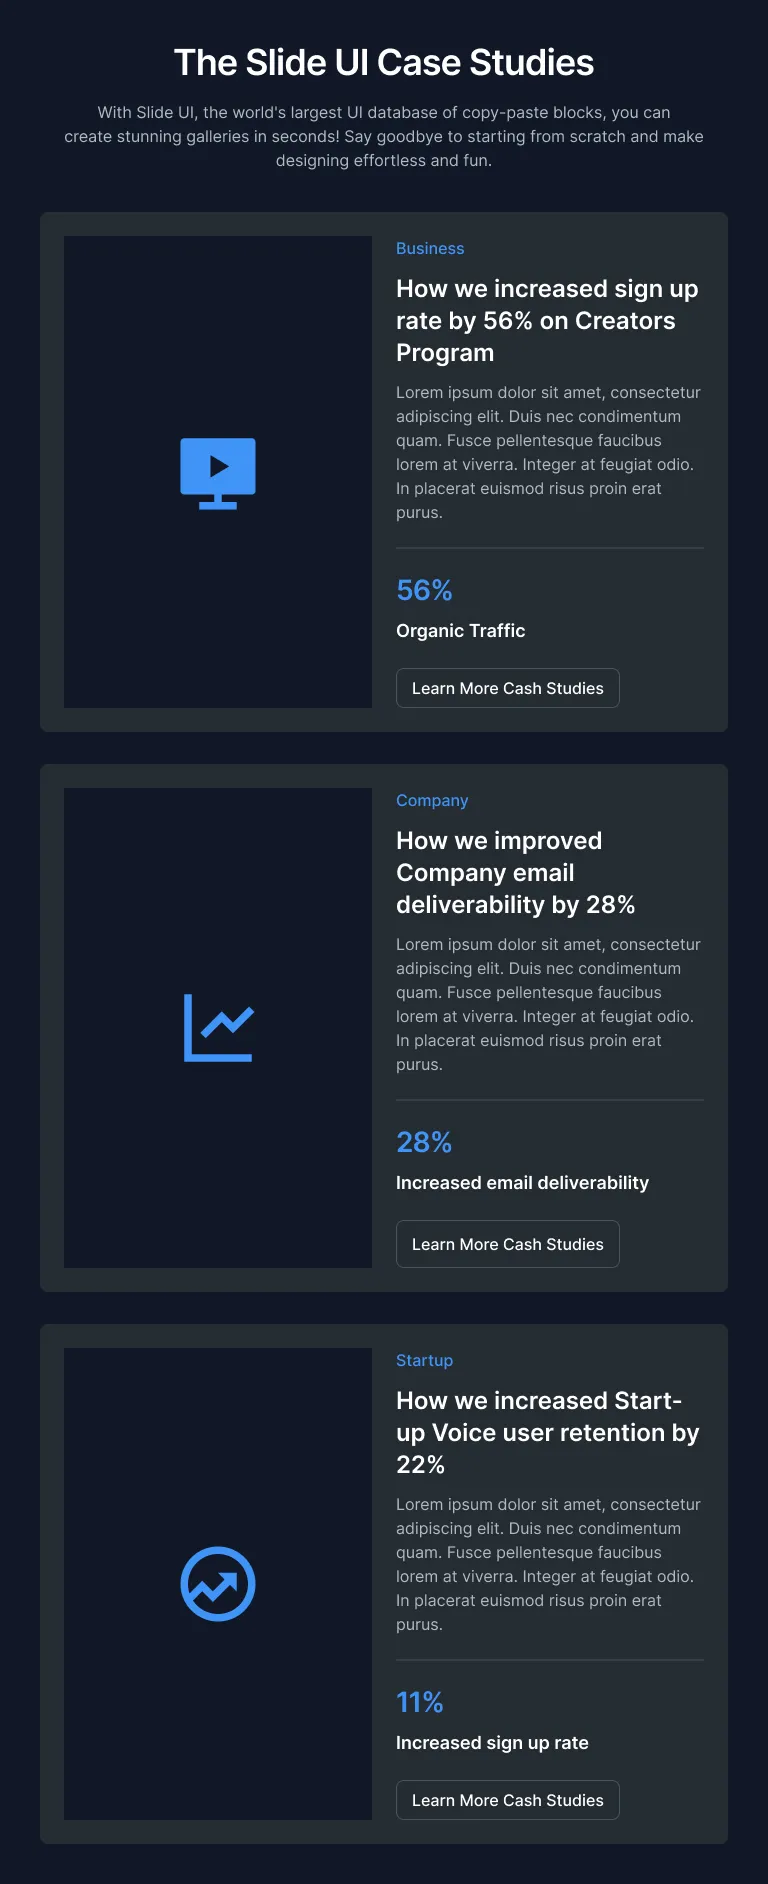 The Slide UI Case Studies
With Slide UI, the world's largest UI database of copy-paste blocks, you can
create stunning galleries in seconds! Say goodbye to starting from scratch and make
designing effortless and fun.
Business
How we increased sign up
rate by 56% on Creators
Program
Lorem ipsum dolor sit amet, consectetur
adipiscing elit. Duis nec condimentum
quam. Fusce pellentesque faucibus
lorem at viverra. Integer at feugiat odio.
In placerat euismod risus proin erat
purus.
56%
Organic Traffic
Learn More Cash Studies
Company
How we improved
Company email
deliverability by 28%
Lorem ipsum dolor sit amet, consectetur
adipiscing elit. Duis nec condimentum
quam. Fusce pellentesque faucibus
lorem at viverra. Integer at feugiat odio.
In placerat euismod risus proin erat
purus.
28%
Increased email deliverability
Learn More Cash Studies
Startup
How we increased Start-
up Voice user retention by
22%
Lorem ipsum dolor sit amet, consectetur
adipiscing elit. Duis nec condimentum
quam. Fusce pellentesque faucibus
lorem at viverra. Integer at feugiat odio.
In placerat euismod risus proin erat
purus.
11%
Increased sign up rate
Learn More Cash Studies